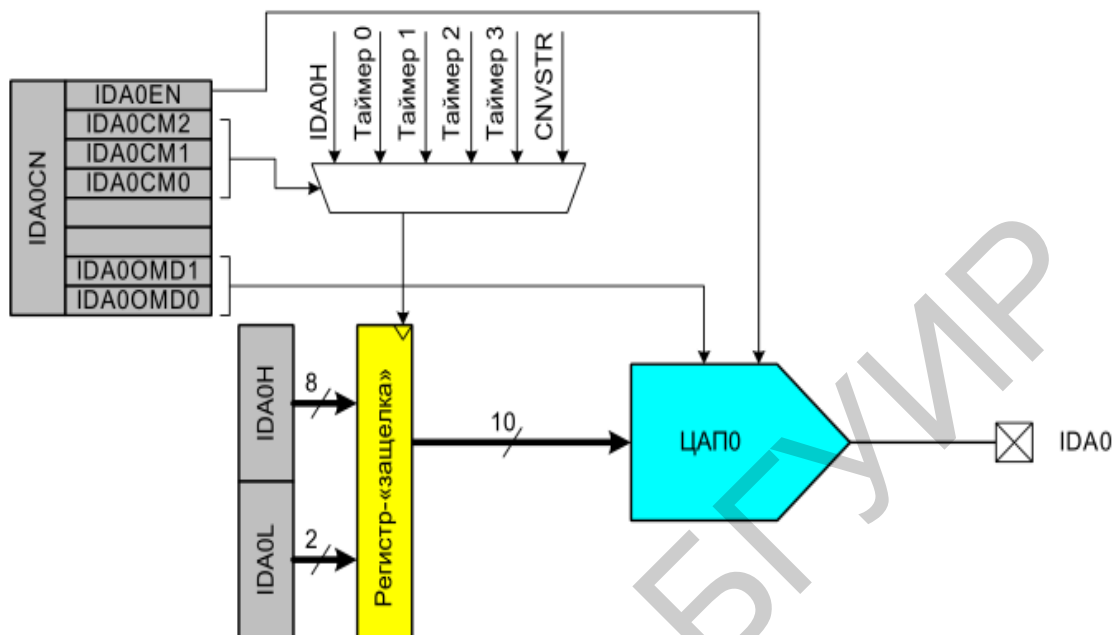 IDA0CN
IDA0EN
IDA0CM2
IDA0CM1
IDA0CM0
IDA0OMD1
IDA0OMD0
IDA0H
Таймер 0
Таймер 1
Таймер 2
Таймер 3
CNVSTR
IDA0H
8
IDA0L
2
Регистр-«защелка»
10
ЦАП0
IDA0
БГУИР